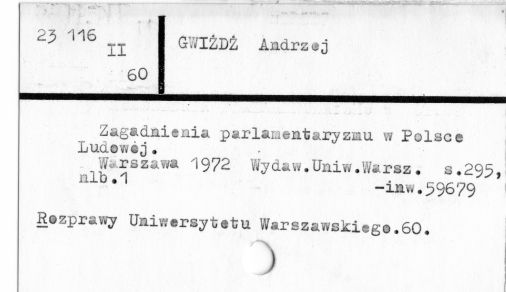 23 116
II
60
GWIŻDŻ Andrzej
Zagadnienia parlamentaryzmu w Polsce
Ludowej.
Warszawa 1972 Wydaw.Uniw.Warsz. s.295,
nlb.1
-inw.59679
Rozprawy Uniwersytetu Warszawskiego.60.